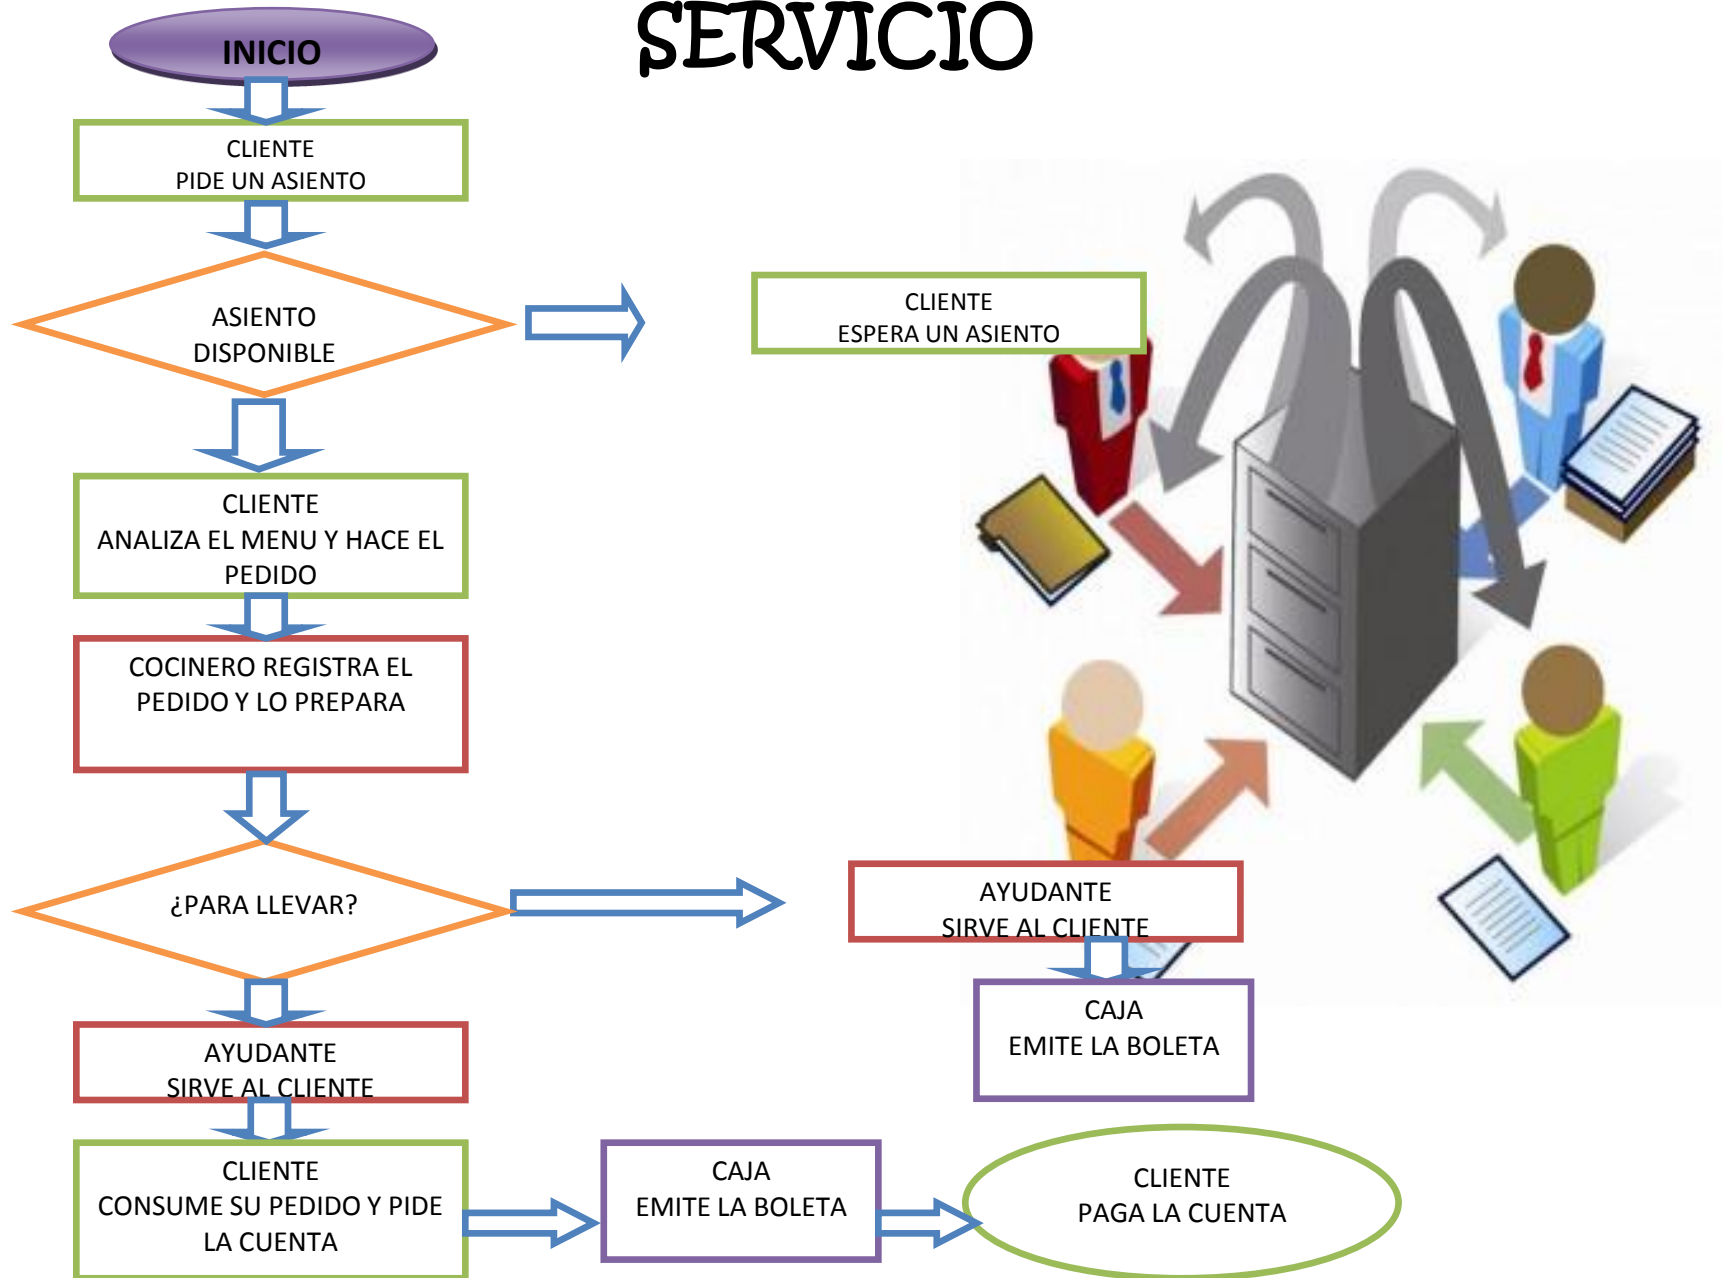 SERVICIO
INICIO
CLIENTE
PIDE UN ASIENTO
ASIENTO
DISPONIBLE
CLIENTE
ESPERA UN ASIENTO
CLIENTE
ANALIZA EL MENU Y HACE EL
PEDIDO
COCINERO REGISTRA EL
PEDIDO Y LO PREPARA
¿PARA LLEVAR?
AYUDANTE
SIRVE AL CLIENTE
CAJA
EMITE LA BOLETA
AYUDANTE
SIRVE AL CLIENTE
CLIENTE
CONSUME SU PEDIDO Y PIDE
LA CUENTA
CAJA
EMITE LA BOLETA
CLIENTE
PAGA LA CUENTA